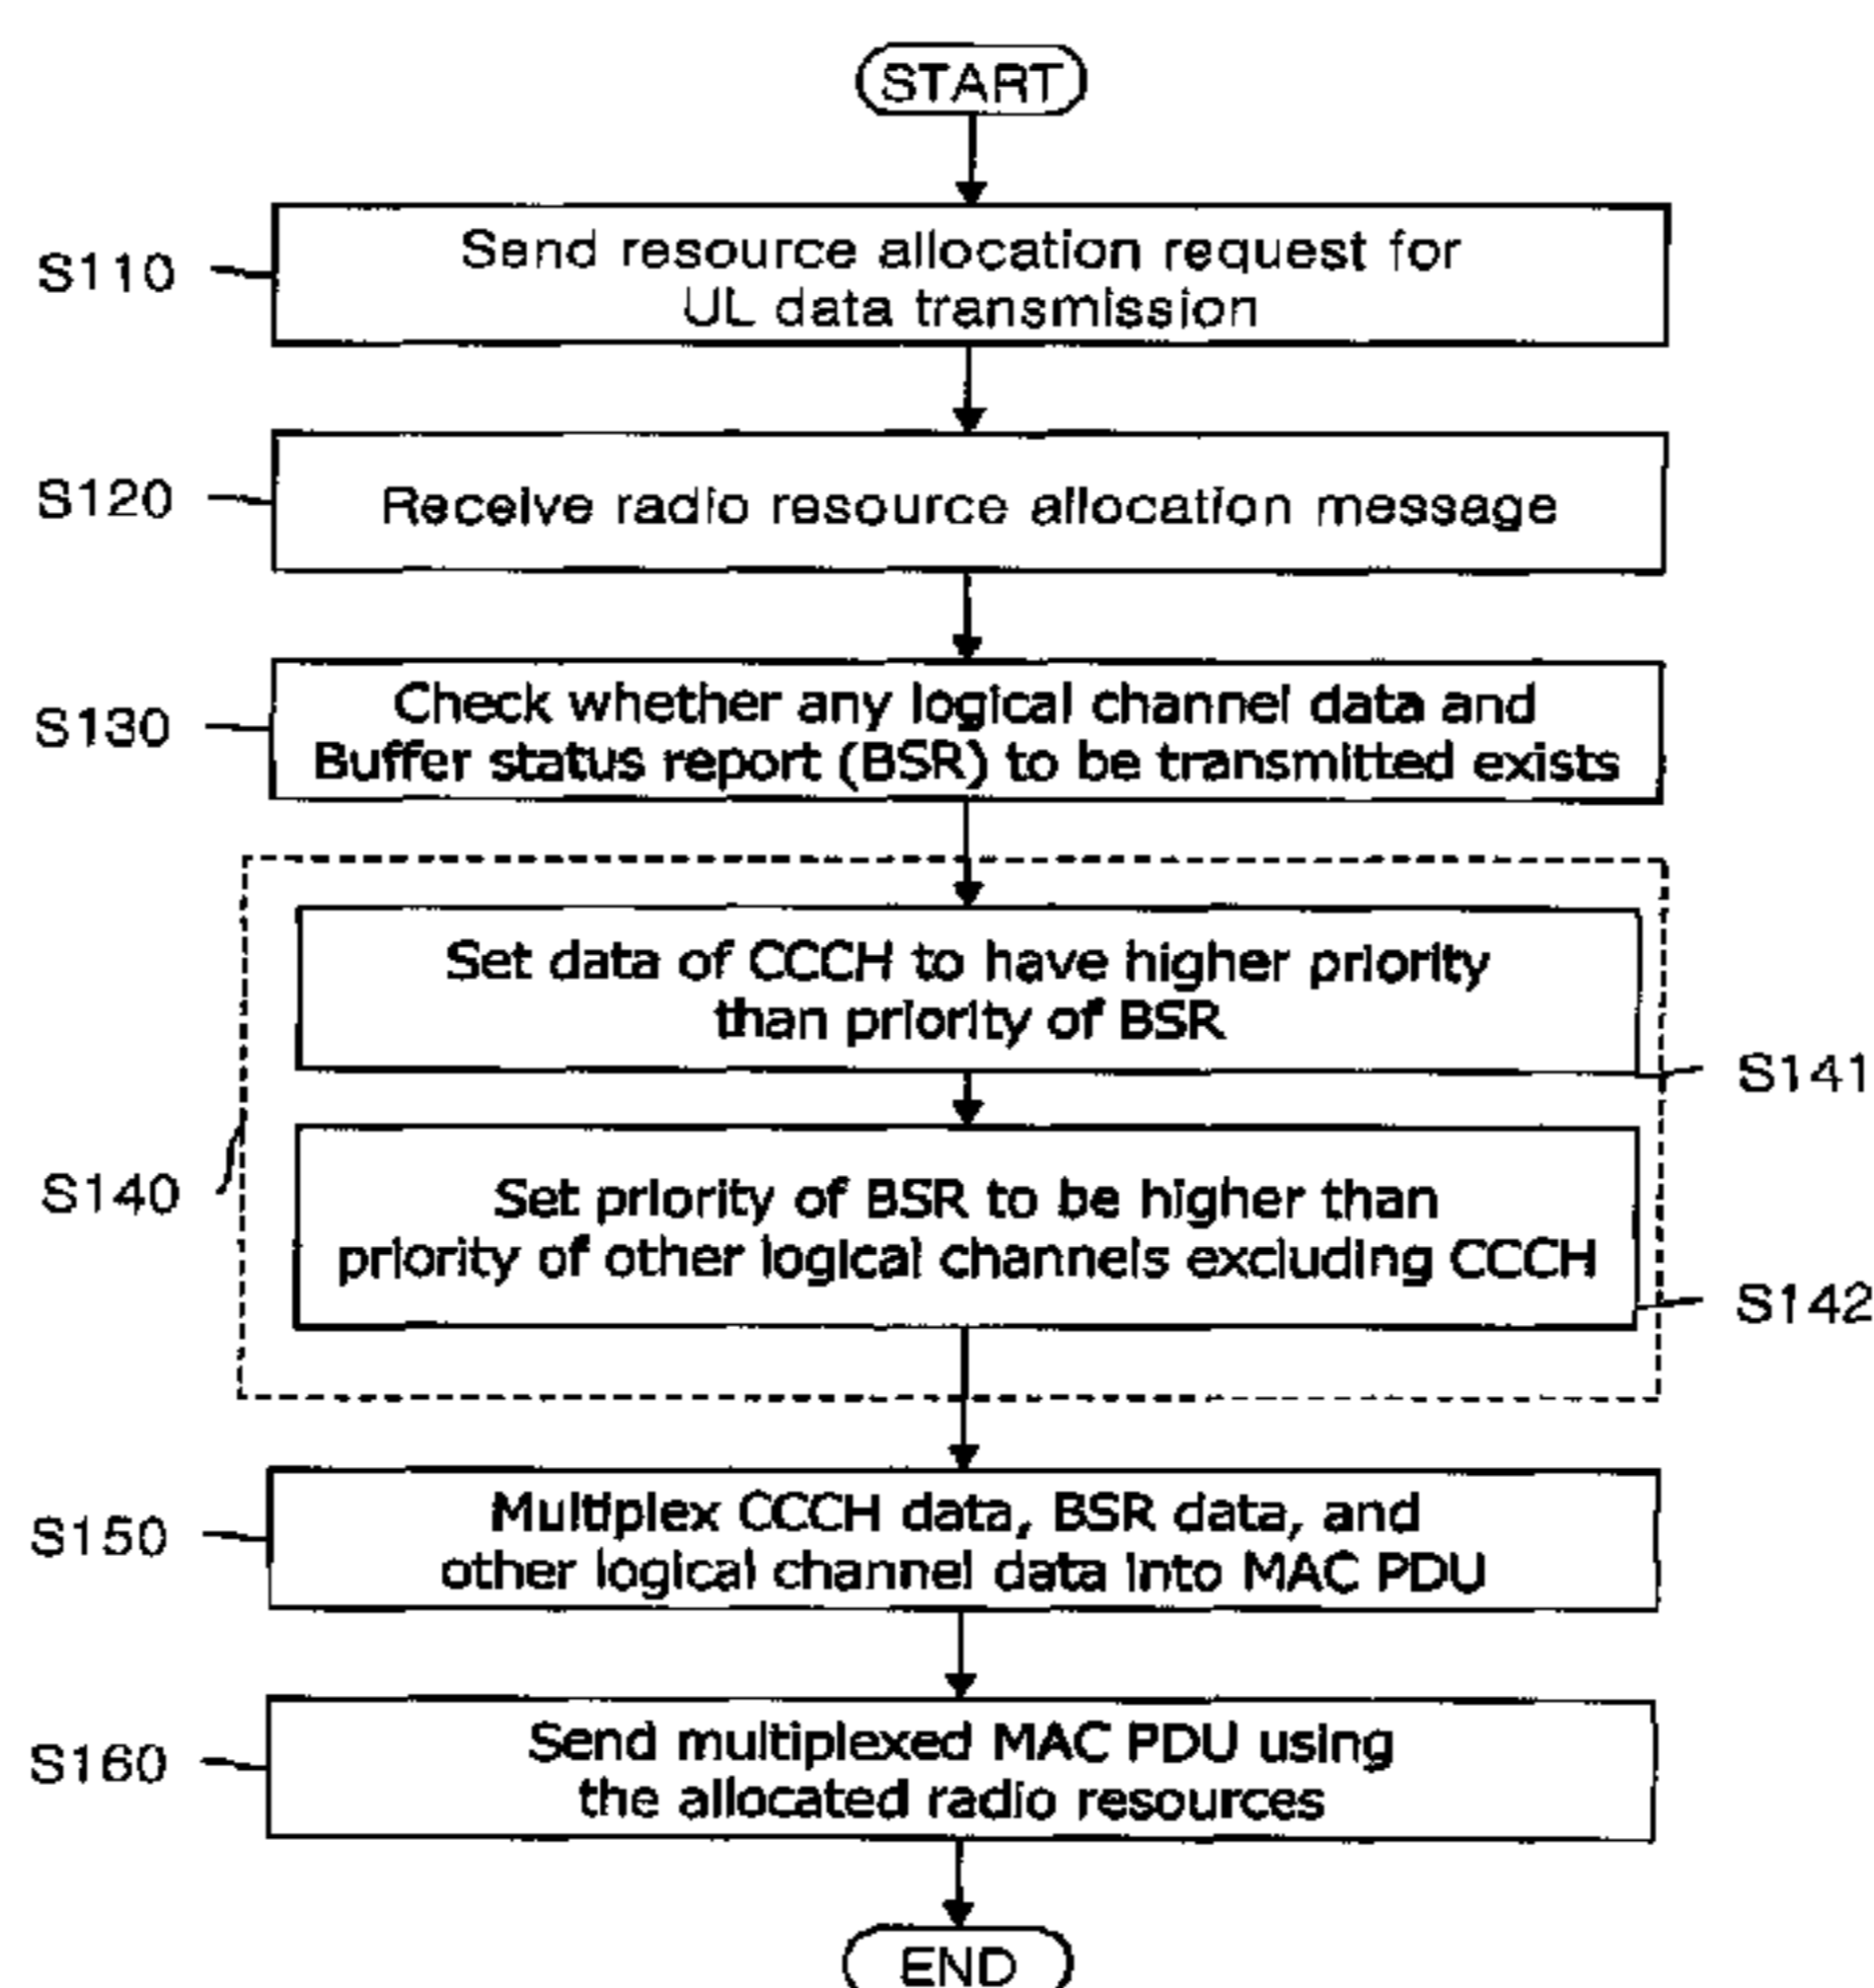 START
S110
Send resource allocation request for
UL data transmission
S120
Receive radio resource allocation message
S130
Check whether any logical channel data and
Buffer status report (BSR) to be transmitted exists
S140
Set data of CCCH to have higher priority
than priority of BSR
S141
Set priority of BSR to be higher than
priority of other logical channels excluding CCCH
S142
S150
Multiplex CCCH data, BSR data, and
other logical channel data into MAC PDU
S160
Send multiplexed MAC PDU using
the allocated radio resources
END